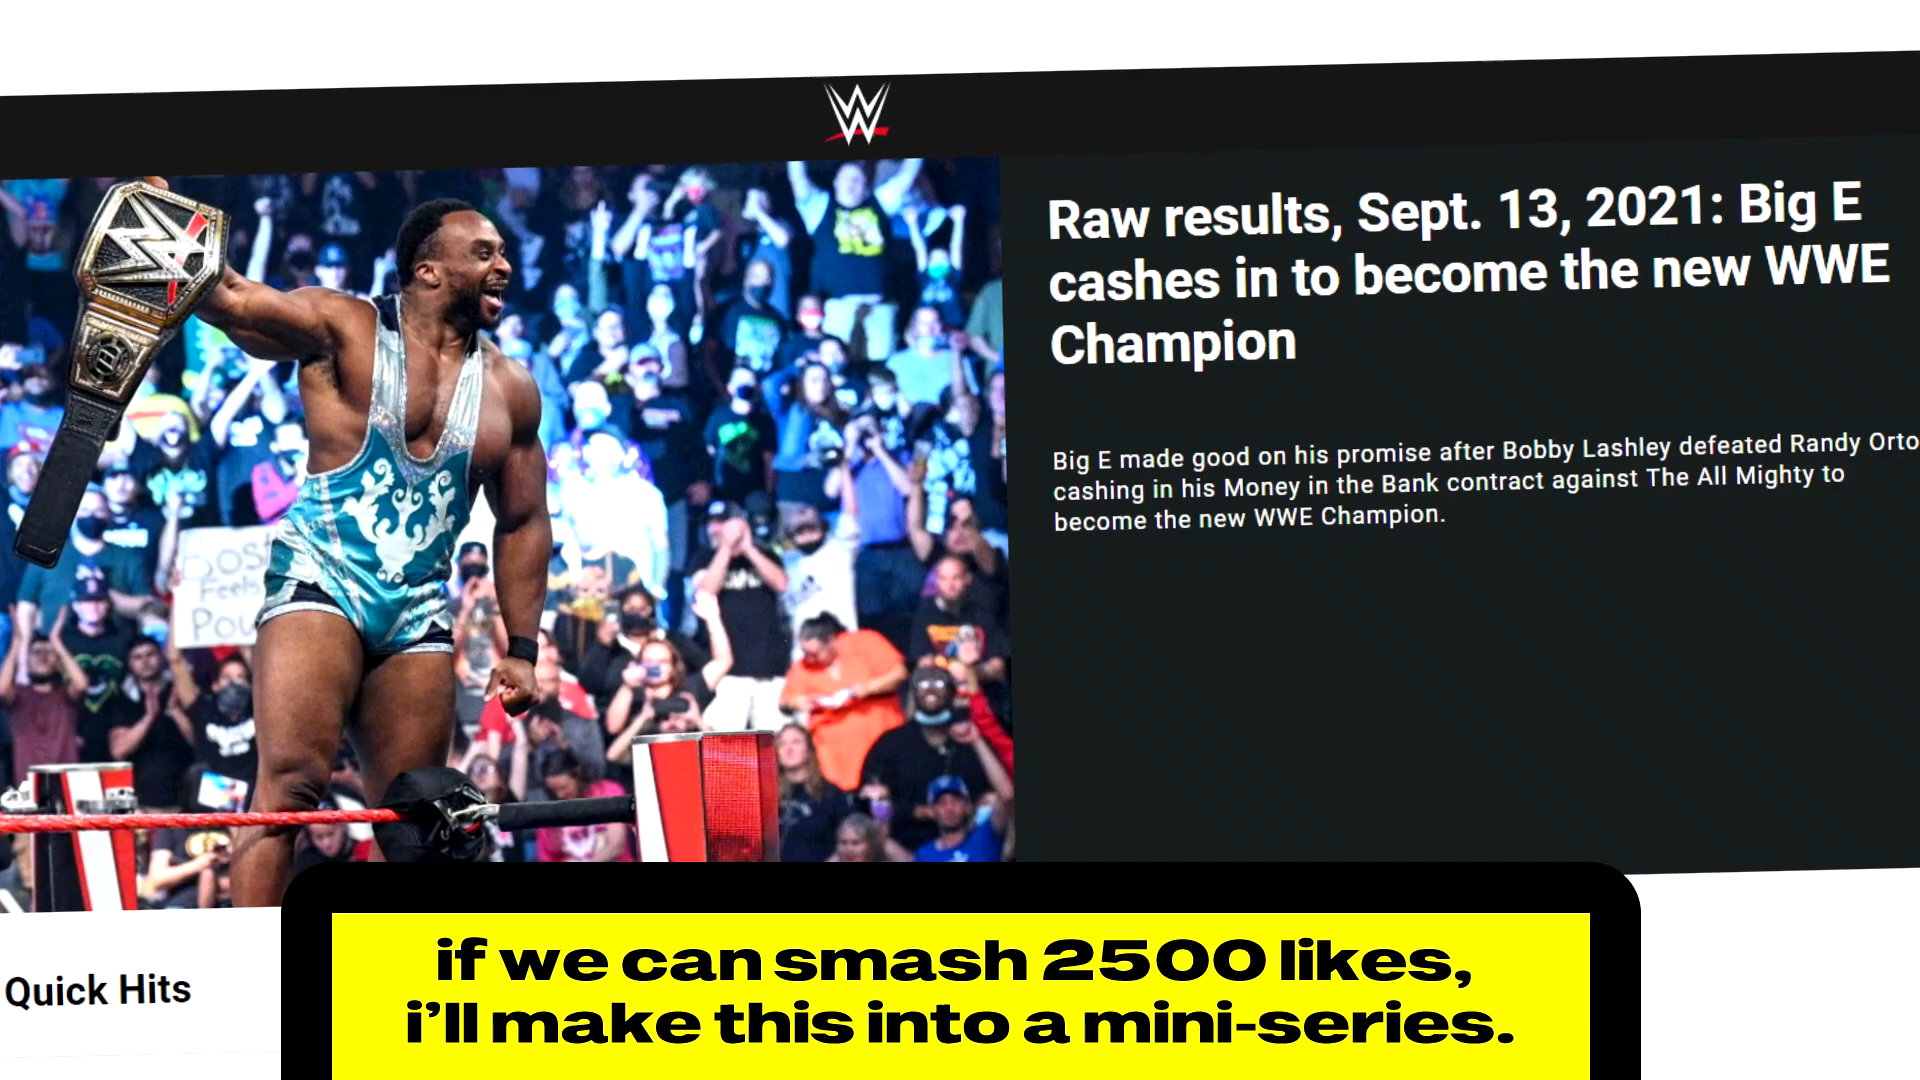 W
Raw results, Sept. 13, 2021: Big E
cashes in to become the new WWE
Champion
Big E made good on his promise after Bobby Lashley defeated Randy Orto
cashing in his Money in the Bank contract against The All Mighty to
become the new WWE Champion.
Bost
Feels
Pow
Quick Hits
if we can smash 2500 likes,
i'll make this into a mini-series.